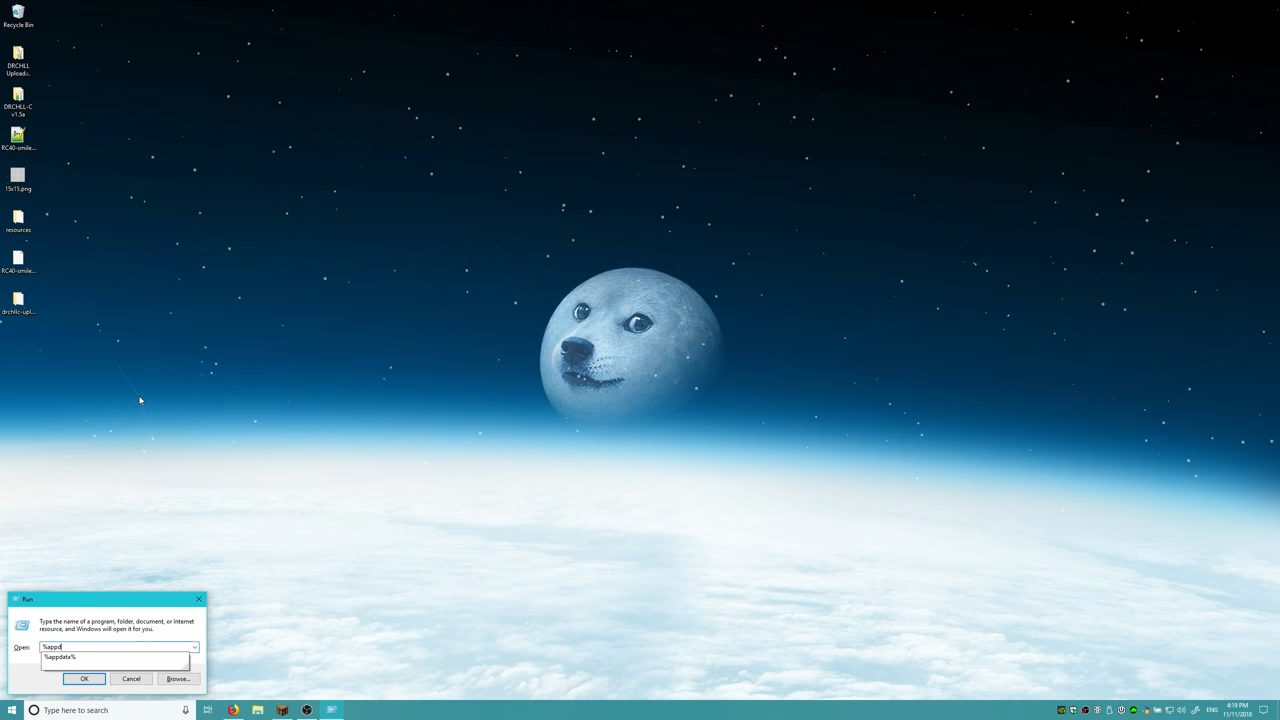 Recycle Bin
DRCHLL
Upload...
DRCHLL-C
v1.5a
RC40-smile...
15x15.png
resources
RC40-smile...
drchllc-upl...
Run
Type the name of a program, folder, document, or Internet
resource, and Windows will open it for you.
Open:
%appd
%appdata%
OK
Cancel
Browse...
Type here to search
ENG
4:19 PM
11/11/2018